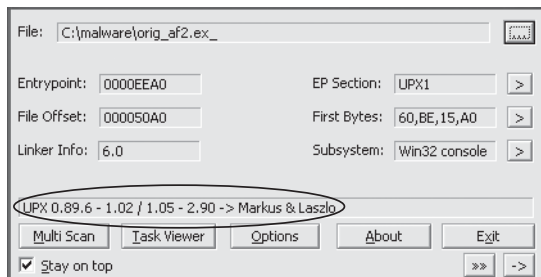 File: C:\malware\orig_af2.ex_ ...
Entrypoint: 0000EEA0 EP Section: UPX1 >
File Offset: 000050A0 First Bytes: 60,BE,15,A0 >
Linker Info: 6.0 Subsystem: Win32 console >
UPX 0.89.6 - 1.02 / 1.05 - 2.90 -> Markus & Laszlo
Multi Scan Task Viewer Options About Exit
Stay on top »» ->